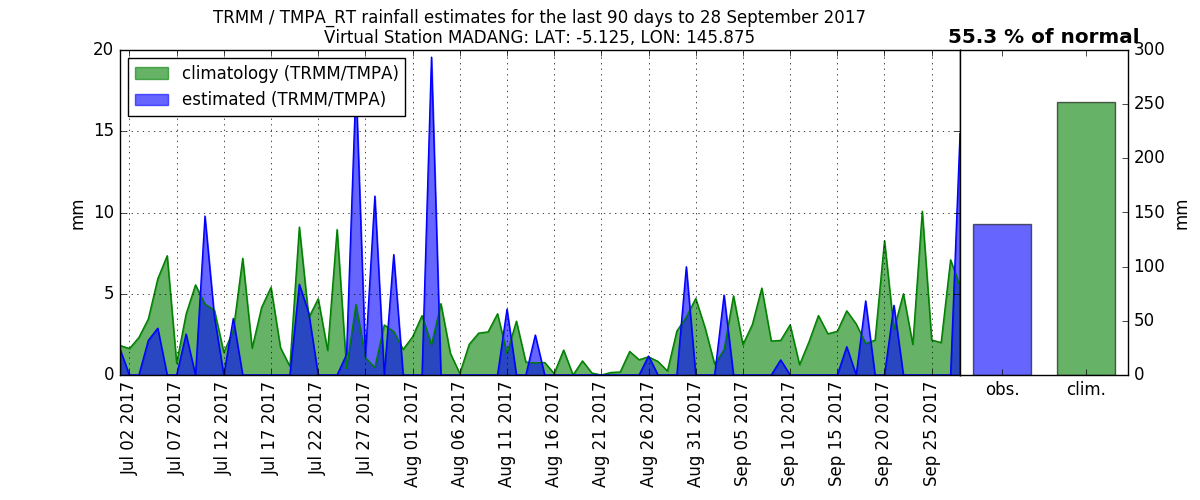 TRMM / TMPA_RT rainfall estimates for the last 90 days to 28 September 2017
Virtual Station MADANG: LAT: -5.125, LON: 145.875
55.3 % of normal
climatology (TRMM/TMPA)
estimated (TRMM/TMPA)
20
15
10
5
0
mm
300
250
200
150
100
50
0
mm
Jul 02 2017
Jul 07 2017
Jul 12 2017
Jul 17 2017
Jul 22 2017
Jul 27 2017
Aug 01 2017
Aug 06 2017
Aug 11 2017
Aug 16 2017
Aug 21 2017
Aug 26 2017
Aug 31 2017
Sep 05 2017
Sep 10 2017
Sep 15 2017
Sep 20 2017
Sep 25 2017
obs.
clim.